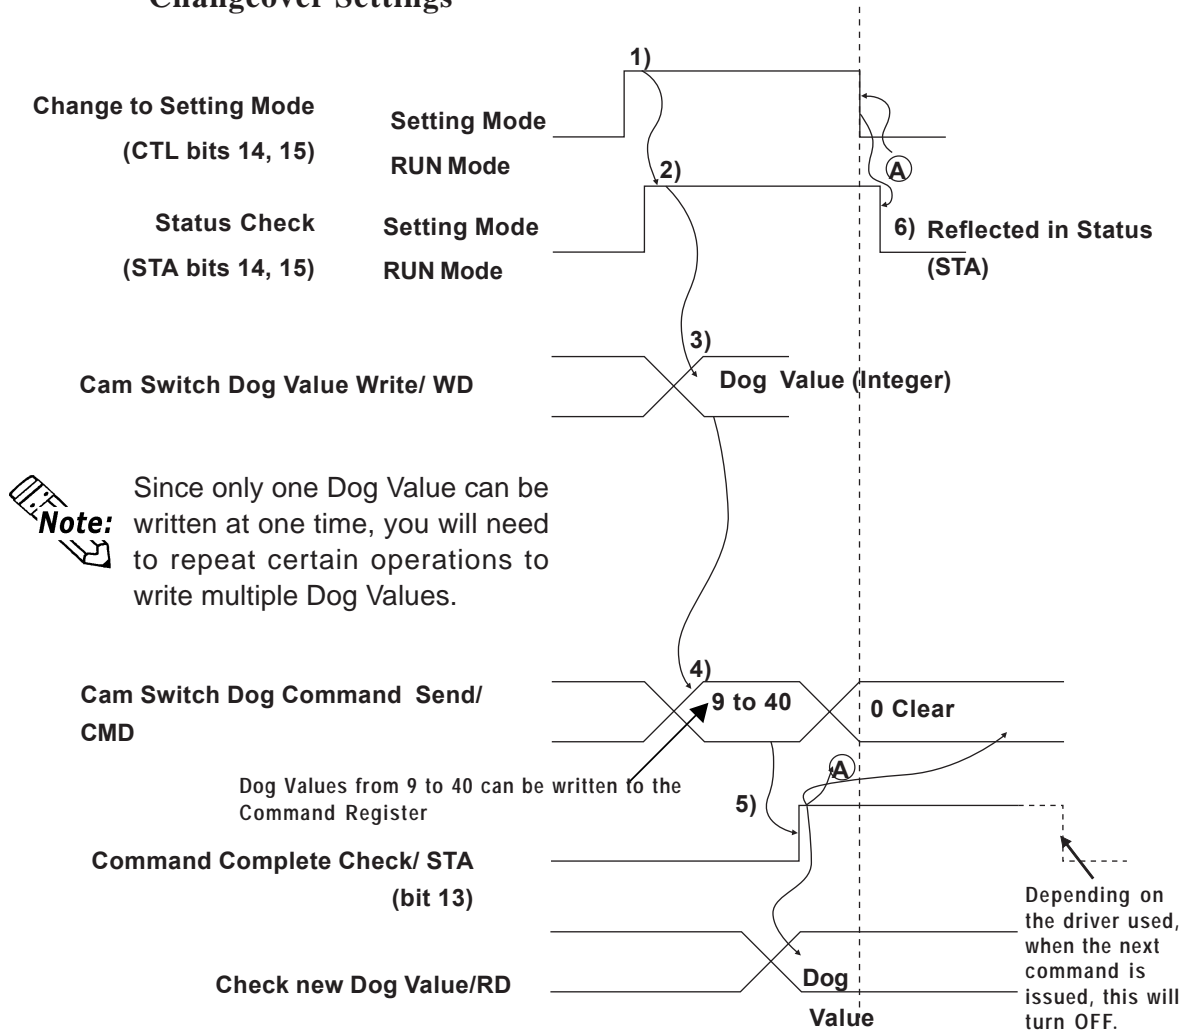 Changeover Settings
1)
Change to Setting Mode
(CTL bits 14, 15)
Setting Mode
RUN Mode
A
2)
Status Check
(STA bits 14, 15)
Setting Mode
RUN Mode
6) Reflected in Status
(STA)
3)
Cam Switch Dog Value Write/ WD
Dog Value (Integer)
Note:
Since only one Dog Value can be
written at one time, you will need
to repeat certain operations to
write multiple Dog Values.
4)
Cam Switch Dog Command Send/
CMD
9 to 40
0 Clear
A
Dog Values from 9 to 40 can be written to the
Command Register
5)
Command Complete Check/ STA
(bit 13)
Depending on
the driver used,
when the next
command is
issued, this will
turn OFF.
Check new Dog Value/RD
Dog
Value